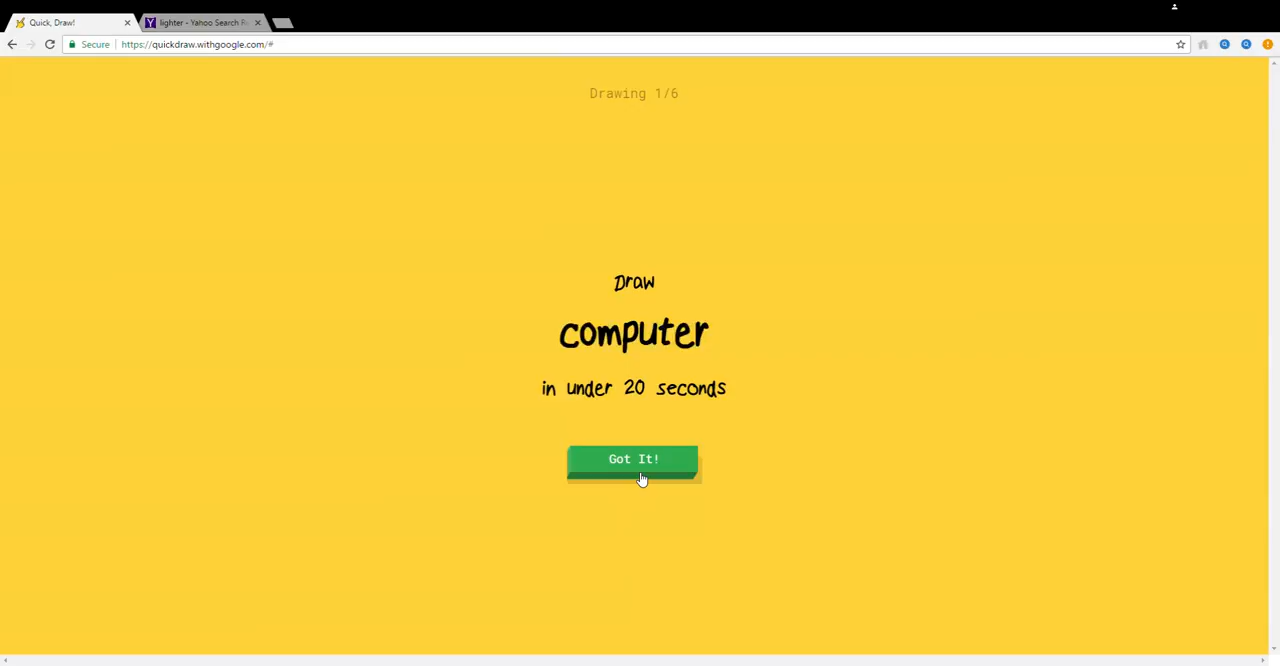 Quick, Draw!
lighter - Yahoo Search Re
Secure
https://quickdraw.withgoogle.com/#
Drawing 1/6
Draw
computer
in under 20 seconds
Got It!